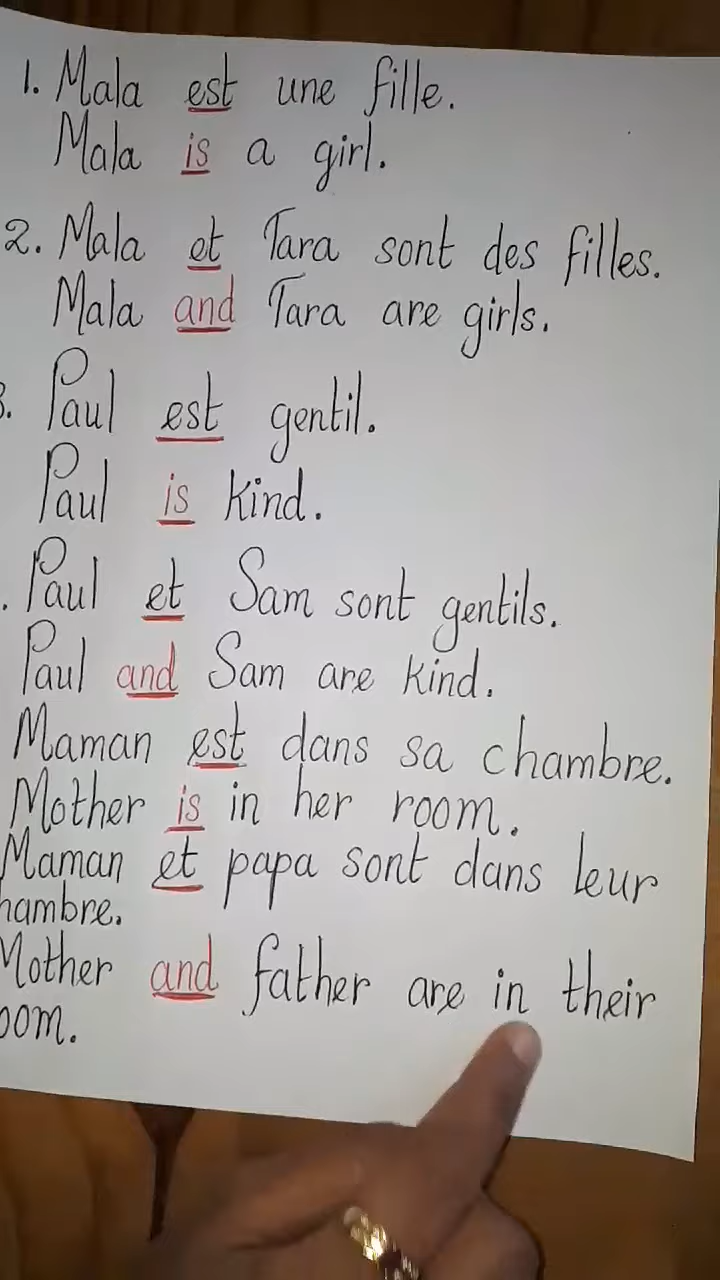 1. Mala est une fille.
Mala is a girl.
2. Mala et Tara sont des filles.
Mala and Tara are girls.
3. Paul est gentil.
Paul is kind.
. Paul et Sam sont gentils.
Paul and Sam are kind.
Maman est dans sa chambre.
Mother is in her room.
Maman et papa sont dans leur
hambre.
Mother and father are in their
oom.